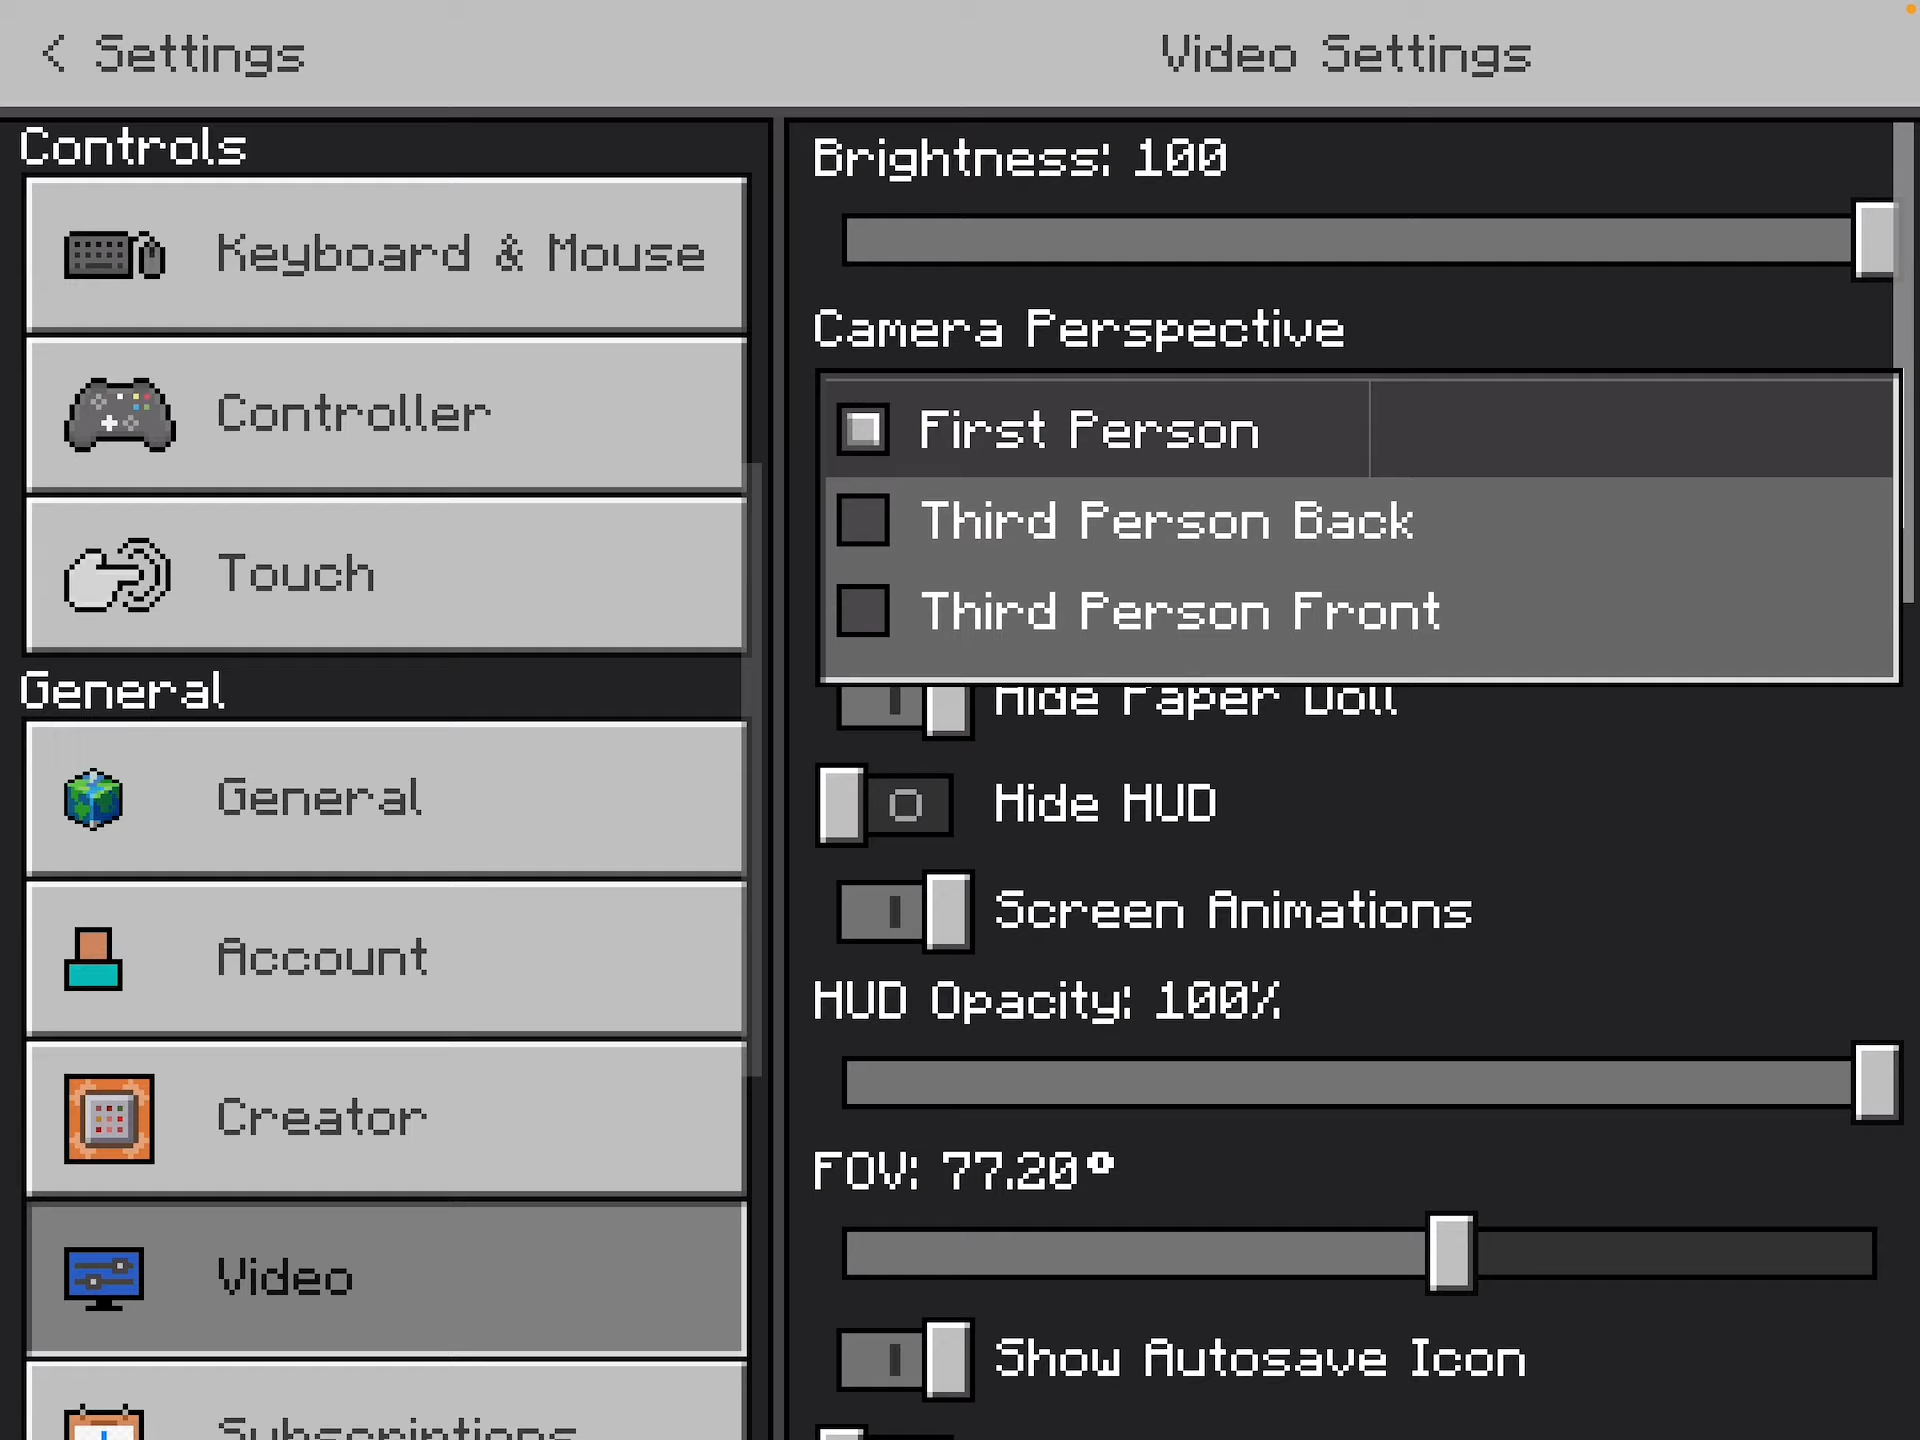 < Settings
Video Settings
Controls
Keyboard & Mouse
Controller
Touch
General
General
Account
Creator
Video
Subscriptions
Brightness: 100
Camera Perspective
First Person
Third Person Back
Third Person Front
Hide Paper Doll
Hide HUD
Screen Animations
HUD Opacity: 100%
FOV: 77.20°
Show Autosave Icon